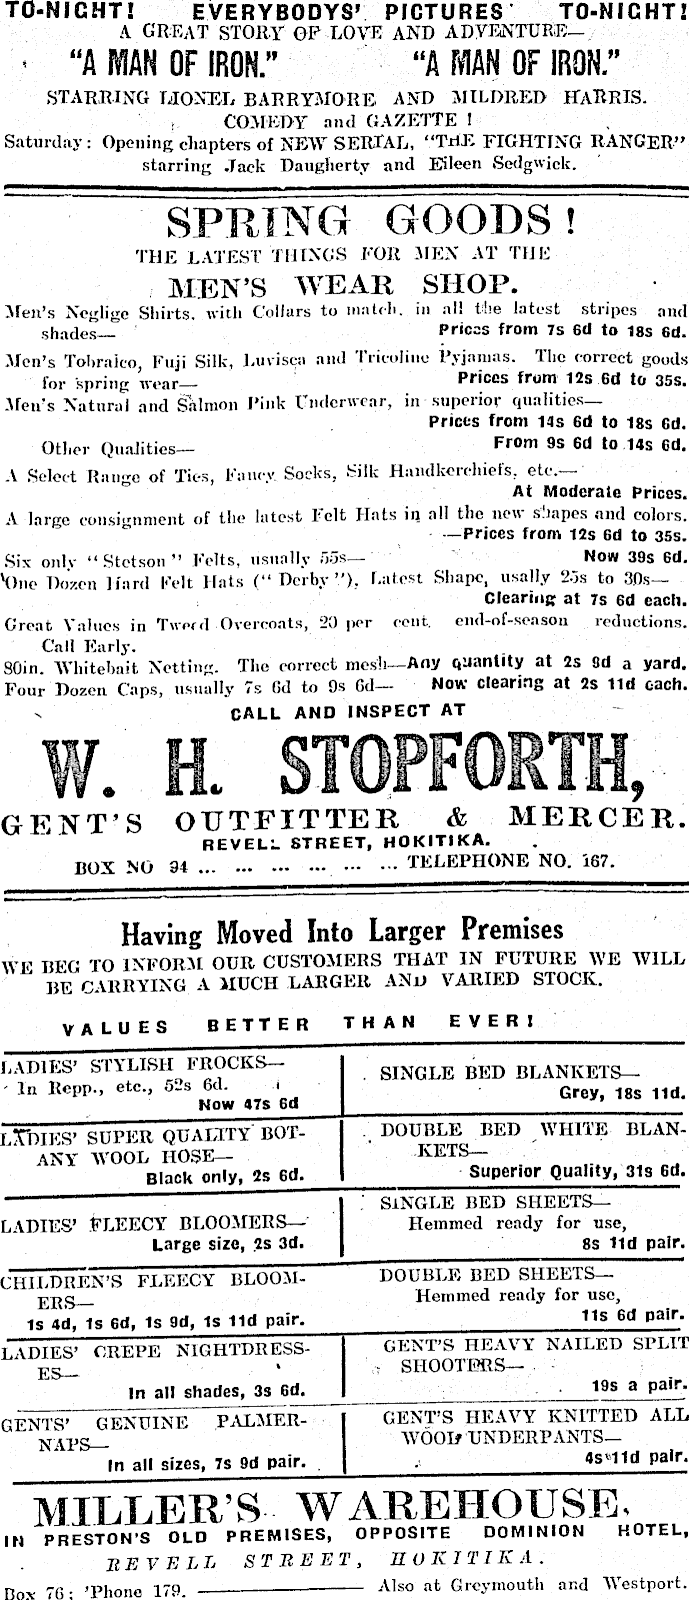 TO-NIGHT! EVERYBODYS' PICTURES TO-NIGHT!
A GREAT STORY OF LOVE AND ADVENTURE—
"A MAN OF IRON." "A MAN OF IRON."
STARRING LIONEL BARRYMORE AND MILDRED HARRIS.
COMEDY and GAZETTE !
Saturday: Opening chapters of NEW SERIAL, "THE FIGHTING RANGER"
starring Jack Daugherty and Eileen Sedgwick.
SPRING GOODS!
THE LATEST THINGS FOR MEN AT THE
MEN'S WEAR SHOP.
Men's Neglige Shirts, with Collars to match, in all the latest stripes and
shades— Prices from 7s 6d to 18s 6d.
Men's Tobralco, Fuji Silk, Luvisca and Tricoline Pyjamas. The correct goods
for spring wear— Prices from 12s 6d to 35s.
Men's Natural and Salmon Pink Underwear, in superior qualities—
Prices from 14s 6d to 18s 6d.
Other Qualities— From 9s 6d to 14s 6d.
A Select Range of Ties, Fancy Socks, Silk Handkerchiefs, etc.—
At Moderate Prices.
A large consignment of the latest Felt Hats in all the new shapes and colors.
—Prices from 12s 6d to 35s.
Six only "Stetson" Felts, usually 55s— Now 39s 6d.
One Dozen Hard Felt Hats ("Derby"), Latest Shape, usally 25s to 30s—
Clearing at 7s 6d each.
Great Values in Tweed Overcoats, 20 per cent. end-of-season reductions.
Call Early.
80in. Whitebait Netting. The correct mesh—Any quantity at 2s 9d a yard.
Four Dozen Caps, usually 7s 6d to 9s 6d— Now clearing at 2s 11d each.
CALL AND INSPECT AT
W. H. STOPFORTH,
GENT'S OUTFITTER & MERCER.
REVELL STREET, HOKITIKA.
BOX NO 94 ... ... ... ... ... ... TELEPHONE NO. 167.
Having Moved Into Larger Premises
WE BEG TO INFORM OUR CUSTOMERS THAT IN FUTURE WE WILL
BE CARRYING A MUCH LARGER AND VARIED STOCK.
VALUES BETTER THAN EVER!
LADIES' STYLISH FROCKS—
In Repp., etc., 52s 6d.
Now 47s 6d
LADIES' SUPER QUALITY BOT-
ANY WOOL HOSE—
Black only, 2s 6d.
LADIES' FLEECY BLOOMERS—
Large size, 2s 3d.
CHILDREN'S FLEECY BLOOM-
ERS—
1s 4d, 1s 6d, 1s 9d, 1s 11d pair.
LADIES' CREPE NIGHTDRESS-
ES—
In all shades, 3s 6d.
GENTS' GENUINE PALMER-
NAPS—
In all sizes, 7s 9d pair.
SINGLE BED BLANKETS—
Grey, 18s 11d.
DOUBLE BED WHITE BLAN-
KETS—
Superior Quality, 31s 6d.
SINGLE BED SHEETS—
Hemmed ready for use,
8s 11d pair.
DOUBLE BED SHEETS—
Hemmed ready for use,
11s 6d pair.
GENT'S HEAVY NAILED SPLIT
SHOOTERS—
19s a pair.
GENT'S HEAVY KNITTED ALL
WOOL UNDERPANTS—
4s 11d pair.
MILLER'S WAREHOUSE,
IN PRESTON'S OLD PREMISES, OPPOSITE DOMINION HOTEL,
REVELL STREET, HOKITIKA.
Box 76; 'Phone 179. ——— Also at Greymouth and Westport.